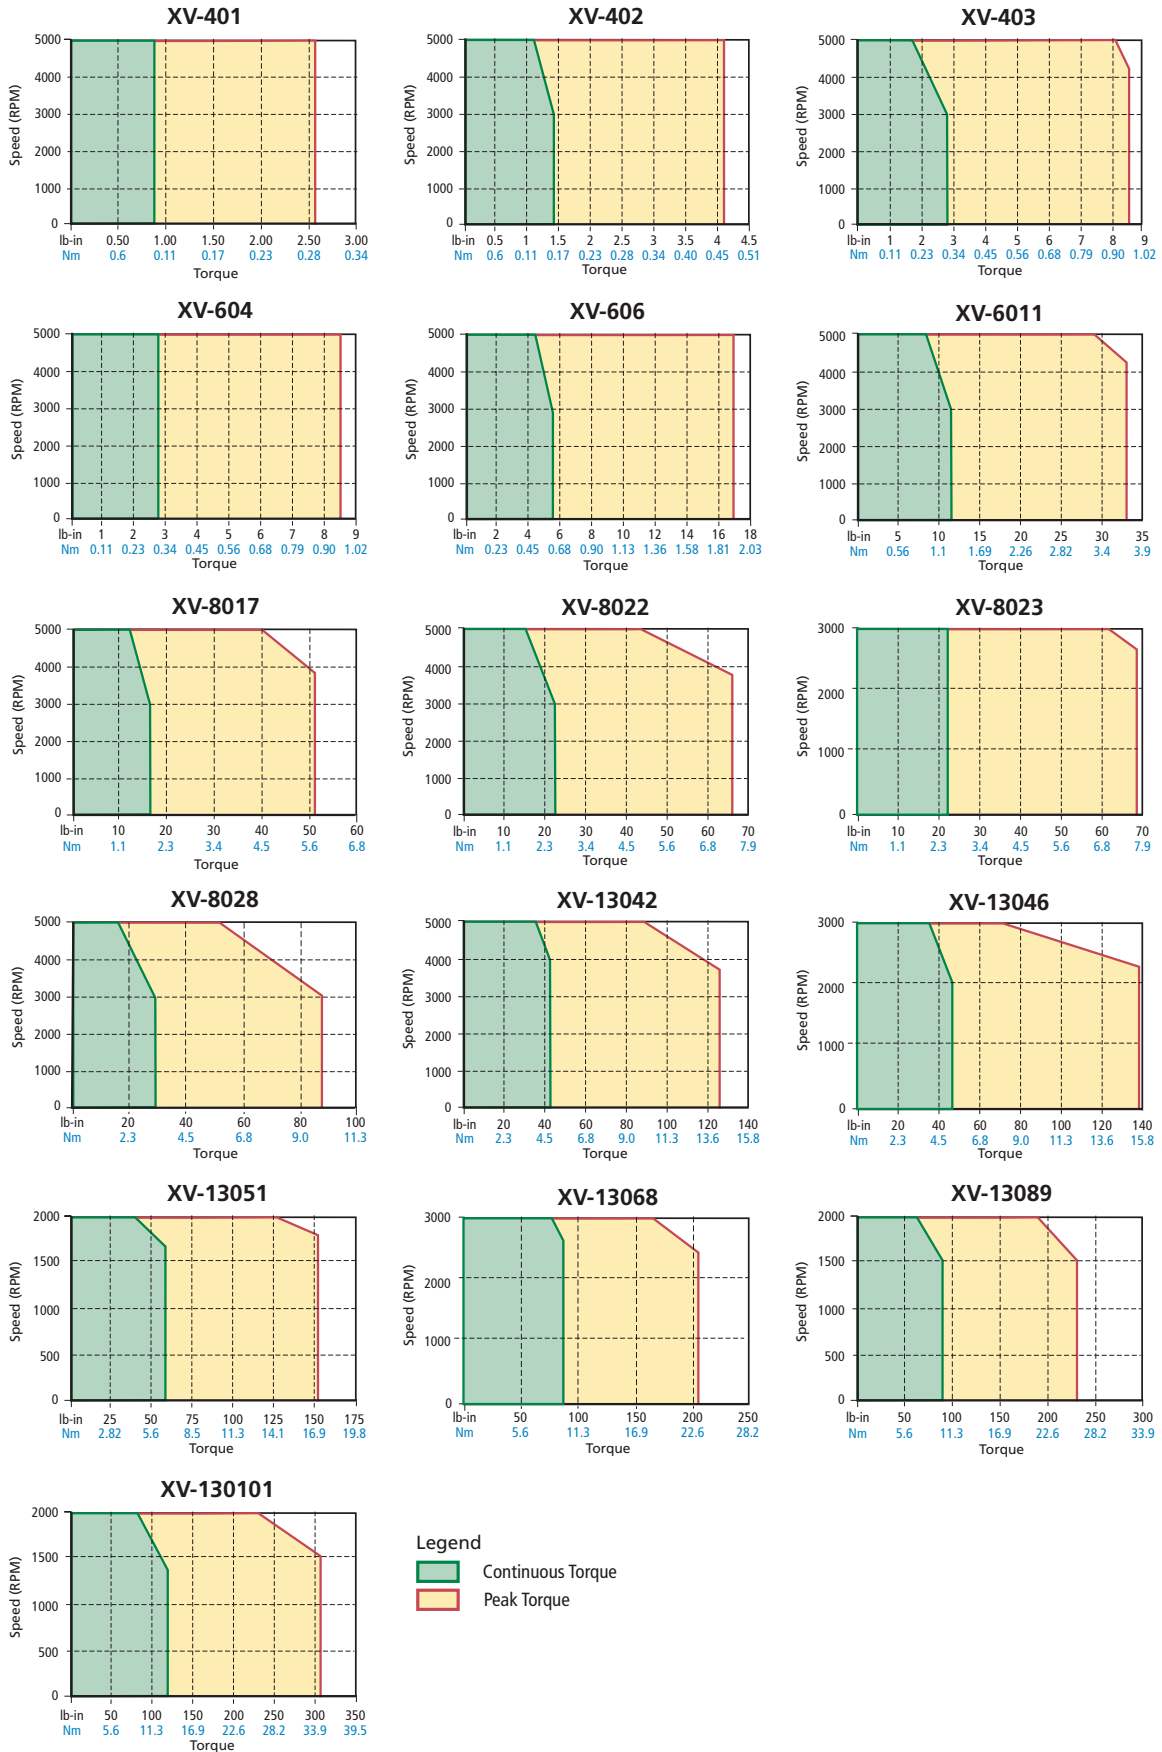 XV-401
5000
4000
3000
2000
1000
0
Speed (RPM)
lb-in 0.50 1.00 1.50 2.00 2.50 3.00
Nm 0.6 0.11 0.17 0.23 0.28 0.34
Torque
XV-402
5000
4000
3000
2000
1000
0
Speed (RPM)
lb-in 0.5 1 1.5 2 2.5 3 3.5 4 4.5
Nm 0.6 0.11 0.17 0.23 0.28 0.34 0.40 0.45 0.51
Torque
XV-403
5000
4000
3000
2000
1000
0
Speed (RPM)
lb-in 1 2 3 4 5 6 7 8 9
Nm 0.11 0.23 0.34 0.45 0.56 0.68 0.79 0.90 1.02
Torque
XV-604
5000
4000
3000
2000
1000
0
Speed (RPM)
lb-in 1 2 3 4 5 6 7 8 9
Nm 0.11 0.23 0.34 0.45 0.56 0.68 0.79 0.90 1.02
Torque
XV-606
5000
4000
3000
2000
1000
0
Speed (RPM)
lb-in 2 4 6 8 10 12 14 16 18
Nm 0.23 0.45 0.68 0.90 1.13 1.36 1.58 1.81 2.03
Torque
XV-6011
5000
4000
3000
2000
1000
0
Speed (RPM)
lb-in 5 10 15 20 25 30 35
Nm 0.56 1.1 1.69 2.26 2.82 3.4 3.9
Torque
XV-8017
5000
4000
3000
2000
1000
0
Speed (RPM)
lb-in 10 20 30 40 50 60
Nm 1.1 2.3 3.4 4.5 5.6 6.8
Torque
XV-8022
5000
4000
3000
2000
1000
0
Speed (RPM)
lb-in 10 20 30 40 50 60 70
Nm 1.1 2.3 3.4 4.5 5.6 6.8 7.9
Torque
XV-8023
3000
2000
1000
0
Speed (RPM)
lb-in 10 20 30 40 50 60 70
Nm 1.1 2.3 3.4 4.5 5.6 6.8 7.9
Torque
XV-8028
5000
4000
3000
2000
1000
0
Speed (RPM)
lb-in 20 40 60 80 100
Nm 2.3 4.5 6.8 9.0 11.3
Torque
XV-13042
5000
4000
3000
2000
1000
0
Speed (RPM)
lb-in 20 40 60 80 100 120 140
Nm 2.3 4.5 6.8 9.0 11.3 13.6 15.8
Torque
XV-13046
3000
2000
1000
0
Speed (RPM)
lb-in 20 40 60 80 100 120 140
Nm 2.3 4.5 6.8 9.0 11.3 13.6 15.8
Torque
XV-13051
2000
1500
1000
500
0
Speed (RPM)
lb-in 25 50 75 100 125 150 175
Nm 2.82 5.6 8.5 11.3 14.1 16.9 19.8
Torque
XV-13068
3000
2000
1000
0
Speed (RPM)
lb-in 50 100 150 200 250
Nm 5.6 11.3 16.9 22.6 28.2
Torque
XV-13089
2000
1500
1000
500
0
Speed (RPM)
lb-in 50 100 150 200 250 300
Nm 5.6 11.3 16.9 22.6 28.2 33.9
Torque
XV-130101
2000
1500
1000
500
0
Speed (RPM)
lb-in 50 100 150 200 250 300 350
Nm 5.6 11.3 16.9 22.6 28.2 33.9 39.5
Torque
Legend
Continuous Torque
Peak Torque